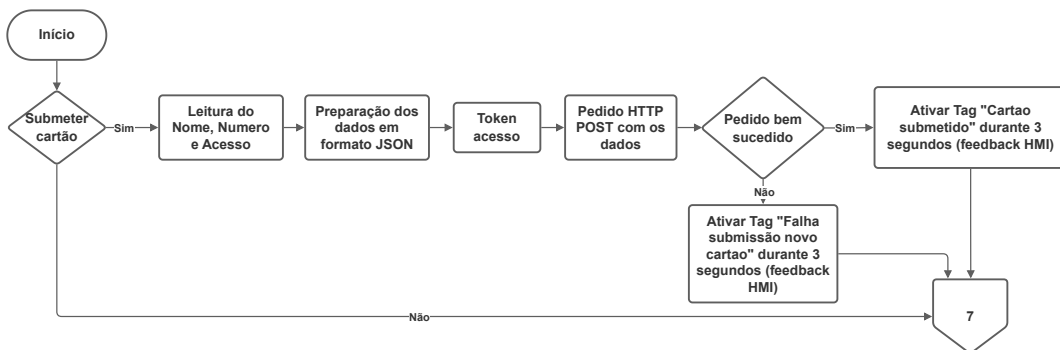 Início
Submeter
cartão
Sim
Leitura do
Nome, Numero
e Acesso
Preparação dos
dados em
formato JSON
Token
acesso
Pedido HTTP
POST com os
dados
Pedido bem
sucedido
Sim
Ativar Tag "Cartao
submetido" durante 3
segundos (feedback HMI)
Não
Ativar Tag "Falha
submissão novo
cartao" durante 3
segundos (feedback
HMI)
Não
7